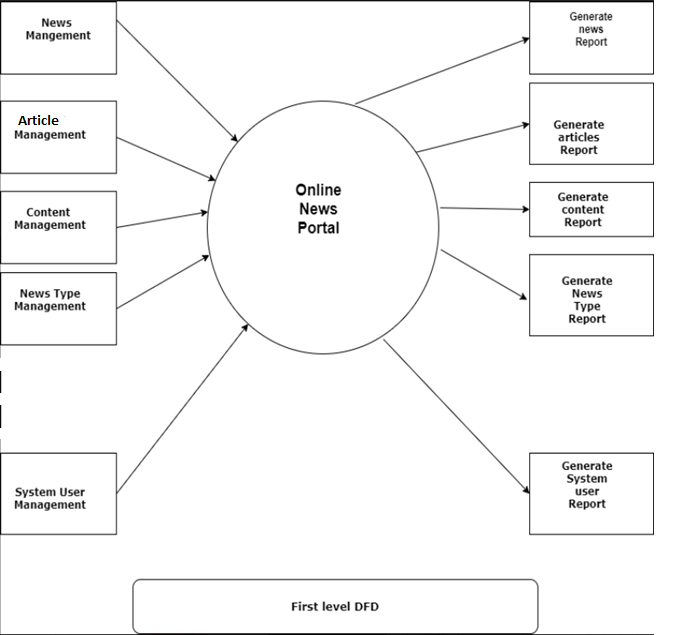 News
Mangement
Article
Management
Content
Management
News Type
Management
System User
Management
Online
News
Portal
Generate
news
Report
Generate
articles
Report
Generate
content
Report
Generate
News
Type
Report
Generate
System
user
Report
First level DFD